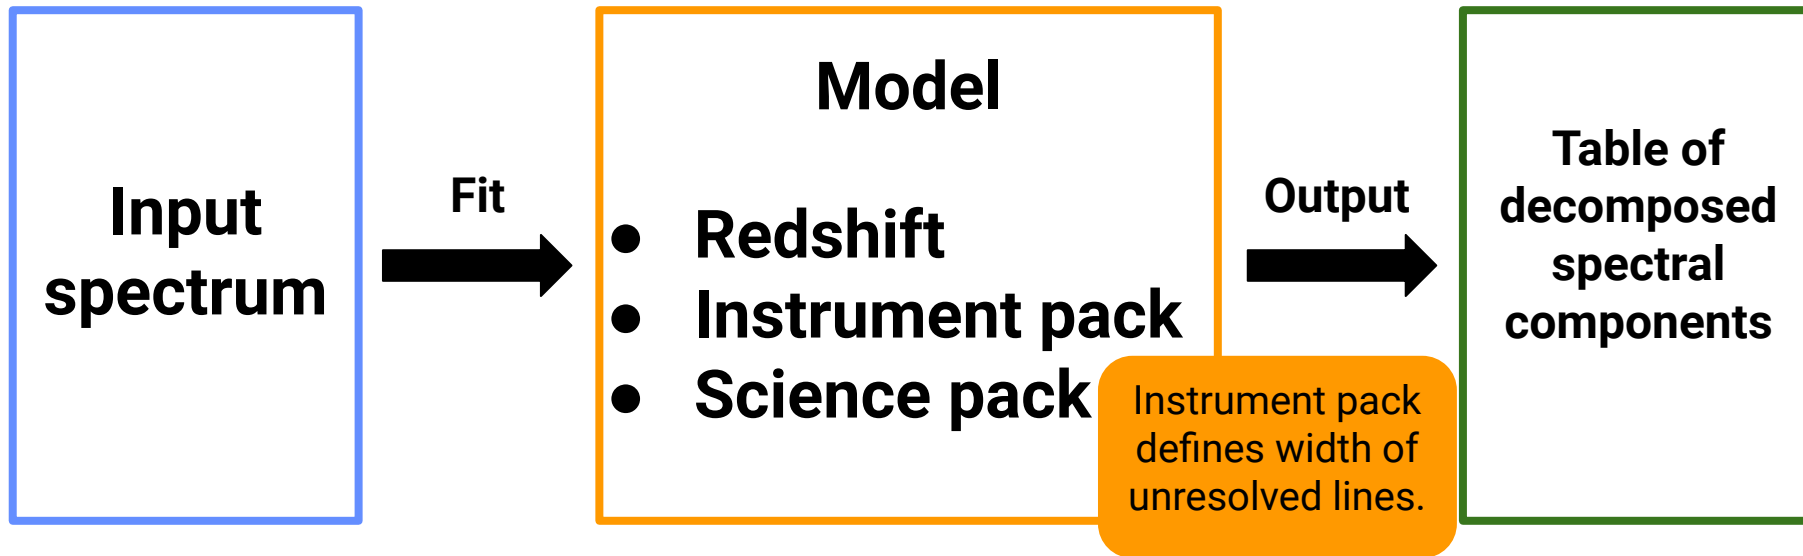 Input
spectrum
Fit
Model
● Redshift
● Instrument pack
● Science pack
Instrument pack
defines width of
unresolved lines.
Output
Table of
decomposed
spectral
components